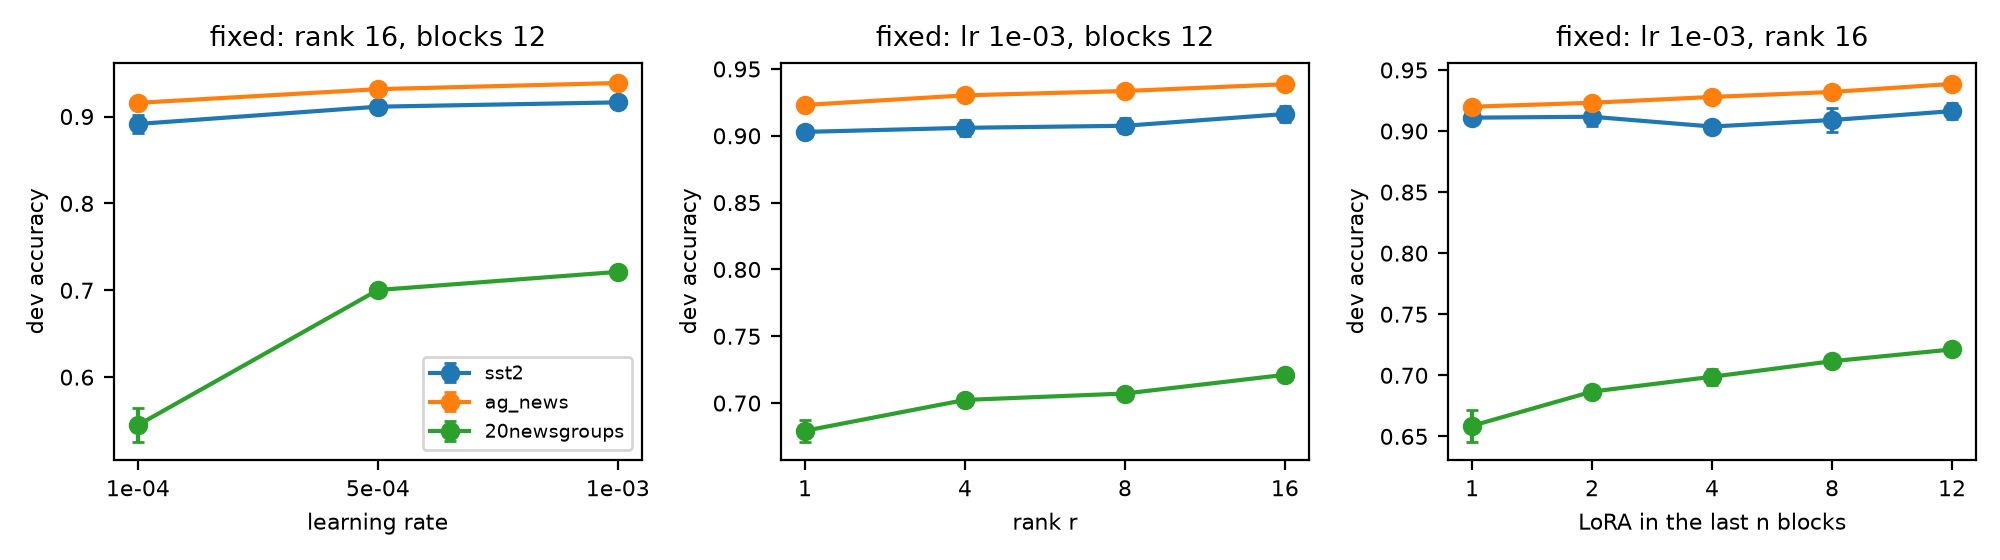 fixed: rank 16, blocks 12
dev accuracy
0.9
0.8
0.7
0.6
sst2
ag_news
20newsgroups
1e-04 5e-04 1e-03
learning rate
fixed: lr 1e-03, blocks 12
dev accuracy
0.95
0.90
0.85
0.80
0.75
0.70
1 4 8 16
rank r
fixed: lr 1e-03, rank 16
dev accuracy
0.95
0.90
0.85
0.80
0.75
0.70
0.65
1 2 4 8 12
LoRA in the last n blocks